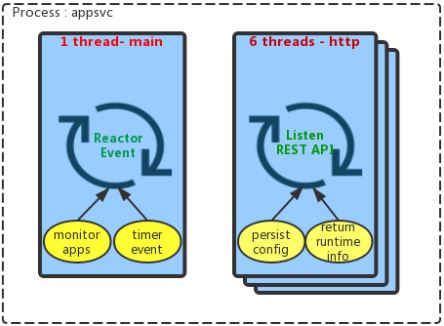 Process : appsvc
1 thread- main
Reactor
Event
monitor
apps
timer
event
6 threads - http
Listen
REST API
persist
config
return
runtime
info